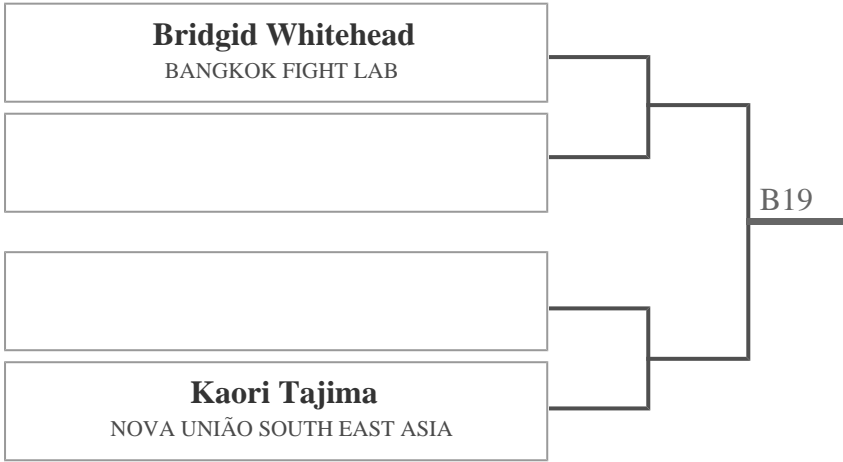 Bridgid Whitehead
BANGKOK FIGHT LAB
B19
Kaori Tajima
NOVA UNIÃO SOUTH EAST ASIA